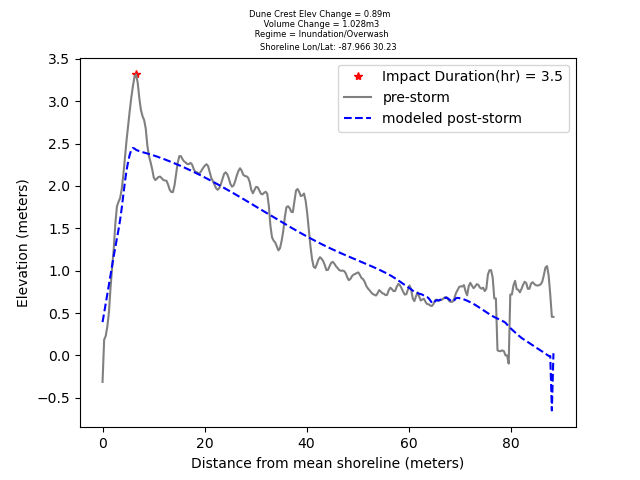 Dune Crest Elev Change = 0.89m
Volume Change = 1.028m3
Regime = Inundation/Overwash
Shoreline Lon/Lat: -87.966 30.23
Impact Duration(hr) = 3.5
pre-storm
modeled post-storm
Elevation (meters)
3.5
3.0
2.5
2.0
1.5
1.0
0.5
0.0
−0.5
0 20 40 60 80
Distance from mean shoreline (meters)